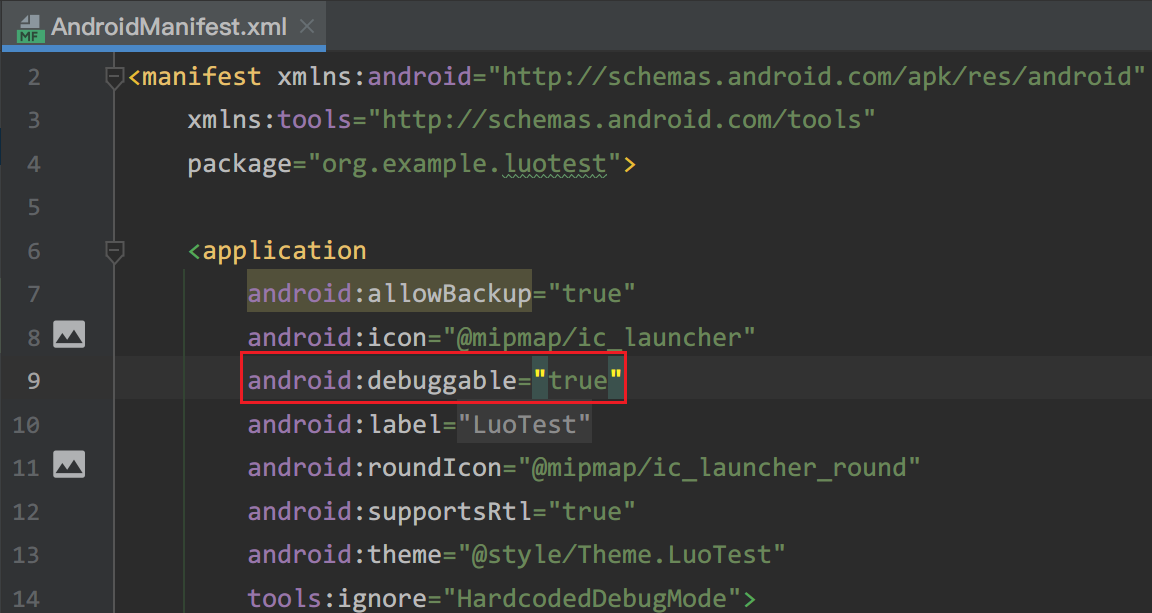 MF AndroidManifest.xml
2 <manifest xmlns:android="http://schemas.android.com/apk/res/android"
3 xmlns:tools="http://schemas.android.com/tools"
4 package="org.example.luotest">
5
6 <application
7 android:allowBackup="true"
8 android:icon="@mipmap/ic_launcher"
9 android:debuggable="true"
10 android:label="LuoTest"
11 android:roundIcon="@mipmap/ic_launcher_round"
12 android:supportsRtl="true"
13 android:theme="@style/Theme.LuoTest"
14 tools:ignore="HardcodedDebugMode">